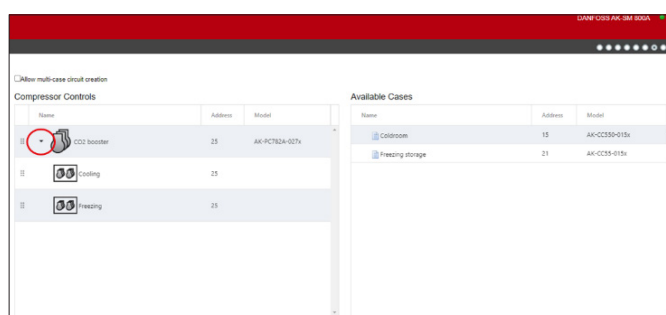 DANFOSS AK-SM 800A
Allow multi-case circuit creation
Compressor Controls
Name Address Model
CO2 booster 25 AK-PC782A-027x
Cooling 25
Freezing 25
Available Cases
Name Address Model
Coldroom 15 AK-CC550-015x
Freezing storage 21 AK-CC55-015x